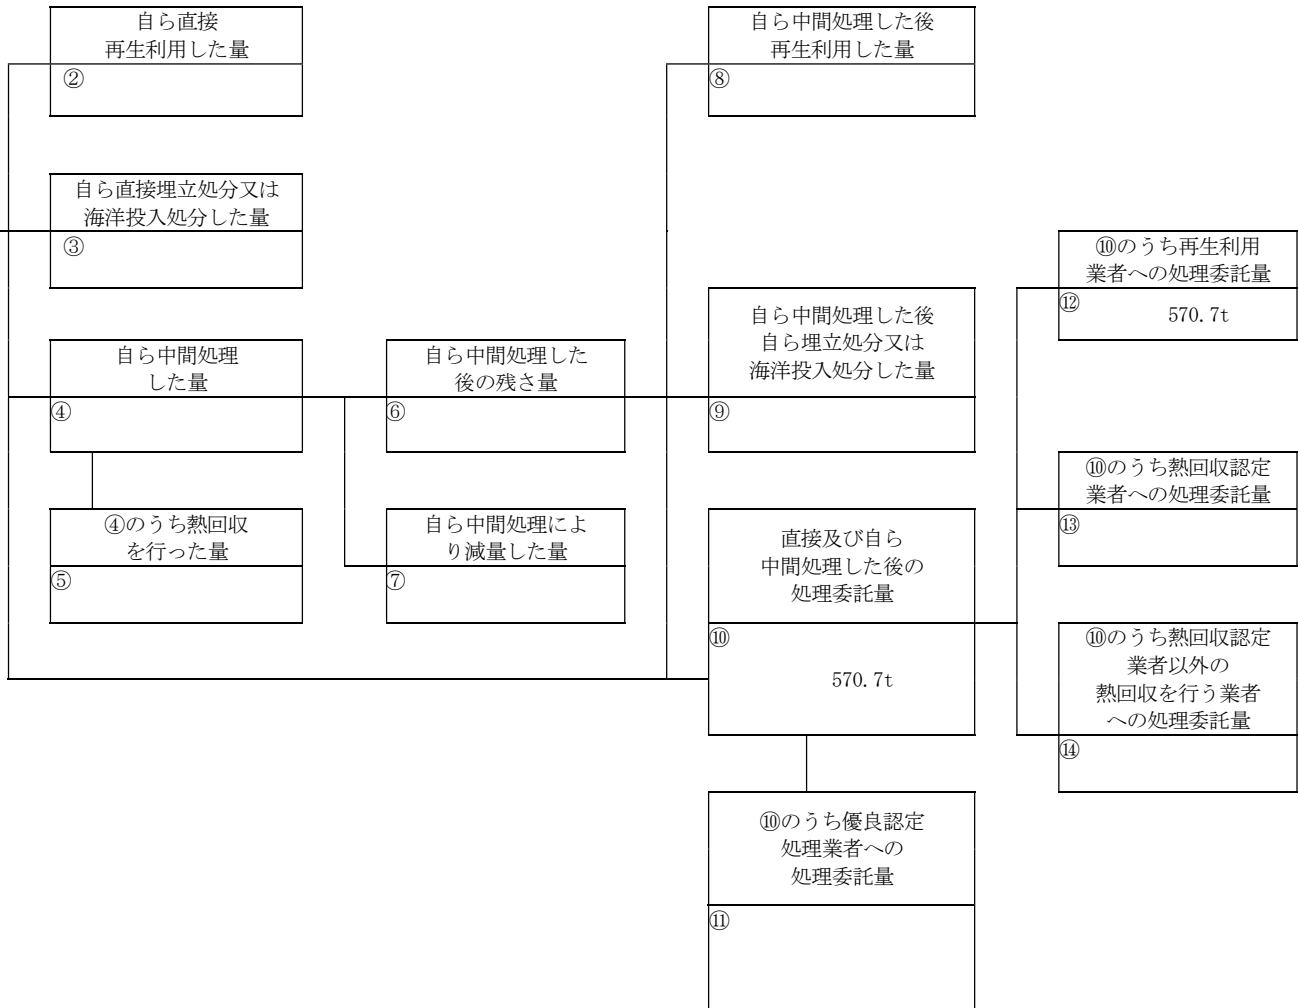 自ら直接
再生利用した量
②
自ら中間処理した後
再生利用した量
⑧
自ら直接埋立処分又は
海洋投入処分した量
③
⑩のうち再生利用
業者への処理委託量
⑫
570.7t
自ら中間処理
した量
④
自ら中間処理した
後の残さ量
⑥
自ら中間処理した後
自ら埋立処分又は
海洋投入処分した量
⑨
⑩のうち熱回収認定
業者への処理委託量
⑬
④のうち熱回収
を行った量
⑤
自ら中間処理によ
り減量した量
⑦
直接及び自ら
中間処理した後の
処理委託量
⑩
570.7t
⑩のうち熱回収認定
業者以外の
熱回収を行う業者
への処理委託量
⑭
⑩のうち優良認定
処理業者への
処理委託量
⑪